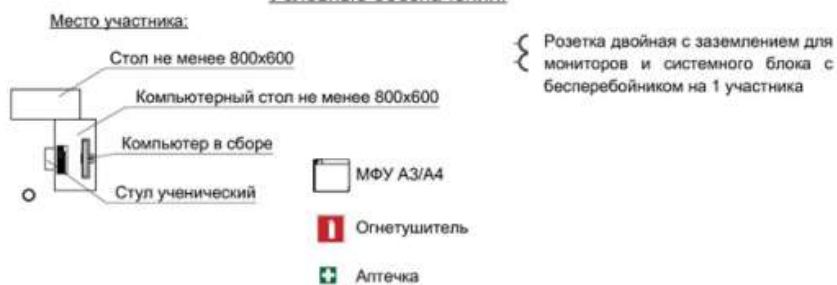 Место участника:
Стол не менее 800х600
Компьютерный стол не менее 800х600
Компьютер в сборе
Стул ученический
МФУ А3/А4
Огнетушитель
Аптечка
Розетка двойная с заземлением для
мониторов и системного блока с
бесперебойником на 1 участника